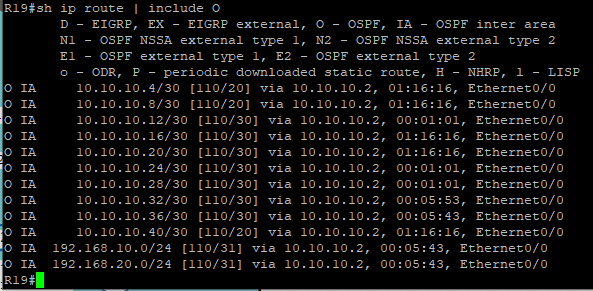 R19#sh ip route | include O
D - EIGRP, EX - EIGRP external, O - OSPF, IA - OSPF inter area
N1 - OSPF NSSA external type 1, N2 - OSPF NSSA external type 2
E1 - OSPF external type 1, E2 - OSPF external type 2
o - ODR, P - periodic downloaded static route, H - NHRP, l - LISP
O IA 10.10.10.4/30 [110/20] via 10.10.10.2, 01:16:16, Ethernet0/0
O IA 10.10.10.8/30 [110/20] via 10.10.10.2, 01:16:16, Ethernet0/0
O IA 10.10.10.12/30 [110/30] via 10.10.10.2, 00:01:01, Ethernet0/0
O IA 10.10.10.16/30 [110/30] via 10.10.10.2, 01:16:16, Ethernet0/0
O IA 10.10.10.20/30 [110/30] via 10.10.10.2, 01:16:16, Ethernet0/0
O IA 10.10.10.24/30 [110/30] via 10.10.10.2, 00:01:01, Ethernet0/0
O IA 10.10.10.28/30 [110/30] via 10.10.10.2, 00:01:01, Ethernet0/0
O IA 10.10.10.32/30 [110/30] via 10.10.10.2, 00:05:53, Ethernet0/0
O IA 10.10.10.36/30 [110/30] via 10.10.10.2, 00:05:43, Ethernet0/0
O IA 10.10.10.40/30 [110/20] via 10.10.10.2, 01:16:16, Ethernet0/0
O IA 192.168.10.0/24 [110/31] via 10.10.10.2, 00:05:43, Ethernet0/0
O IA 192.168.20.0/24 [110/31] via 10.10.10.2, 00:05:43, Ethernet0/0
R19#